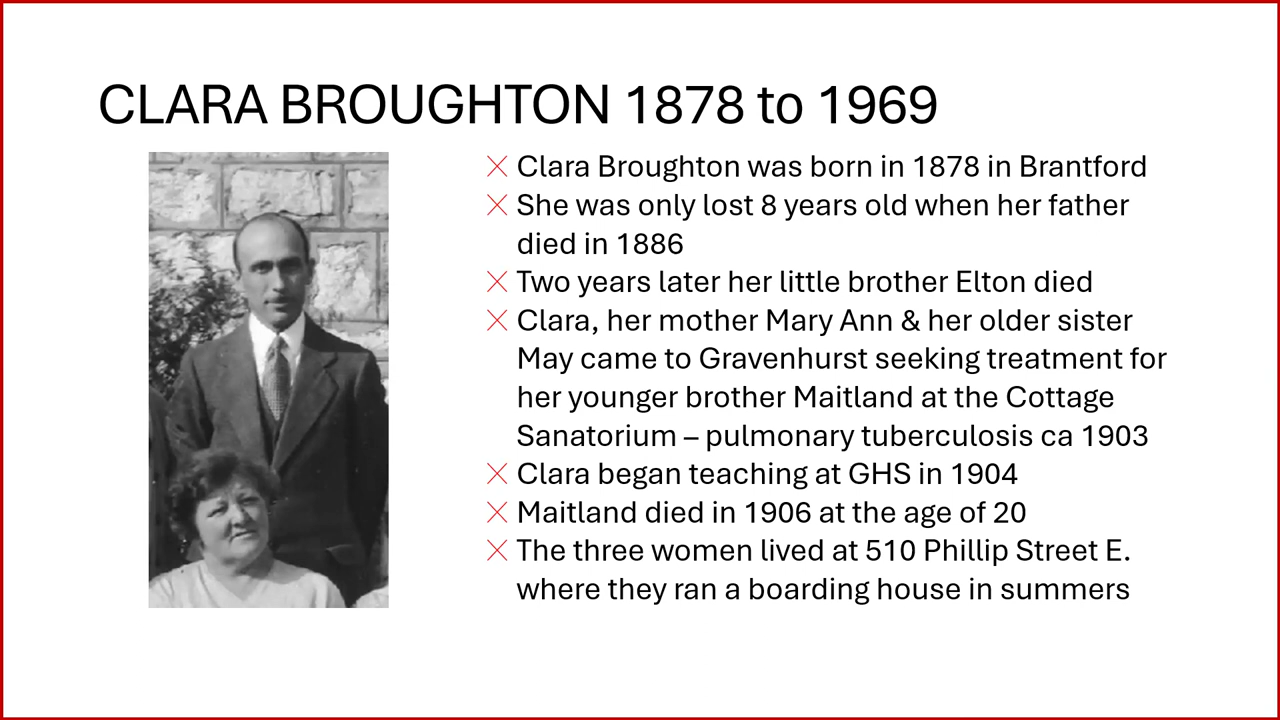 CLARA BROUGHTON 1878 to 1969
Clara Broughton was born in 1878 in Brantford
She was only lost 8 years old when her father
died in 1886
Two years later her little brother Elton died
Clara, her mother Mary Ann & her older sister
May came to Gravenhurst seeking treatment for
her younger brother Maitland at the Cottage
Sanatorium – pulmonary tuberculosis ca 1903
Clara began teaching at GHS in 1904
Maitland died in 1906 at the age of 20
The three women lived at 510 Phillip Street E.
where they ran a boarding house in summers